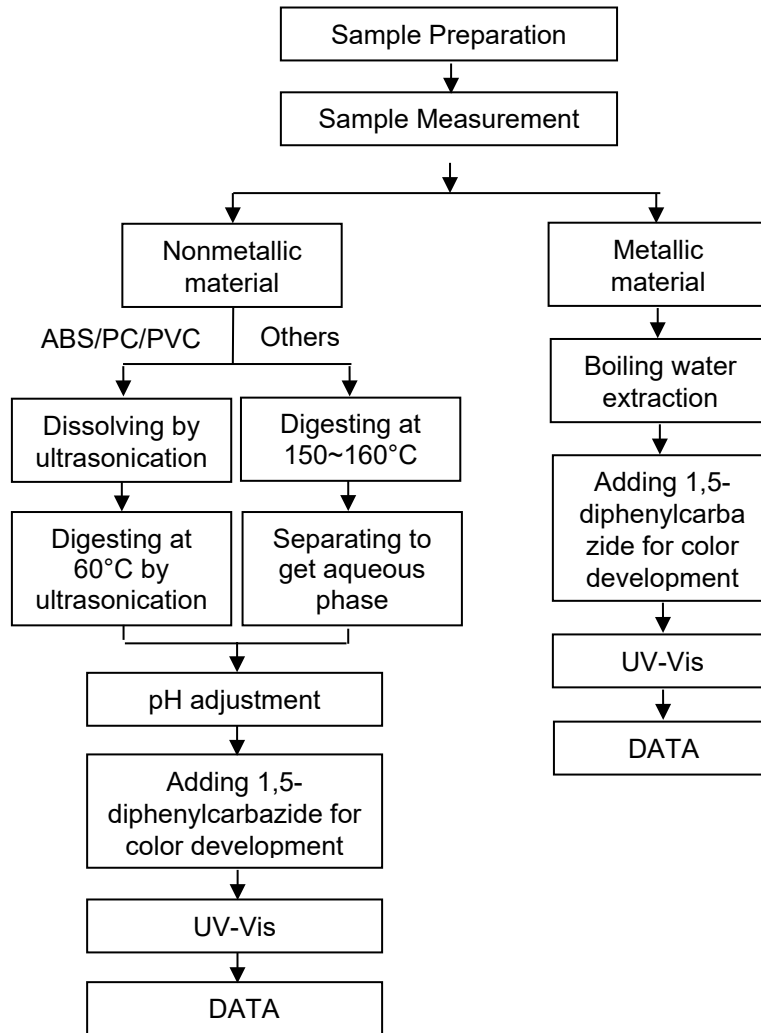 Sample Preparation
Sample Measurement
Nonmetallic
material
ABS/PC/PVC
Others
Dissolving by
ultrasonication
Digesting at
150~160°C
Digesting at
60°C by
ultrasonication
Separating to
get aqueous
phase
pH adjustment
Adding 1,5-
diphenylcarbazide for
color development
UV-Vis
DATA
Metallic
material
Boiling water
extraction
Adding 1,5-
diphenylcarba
zide for color
development
UV-Vis
DATA